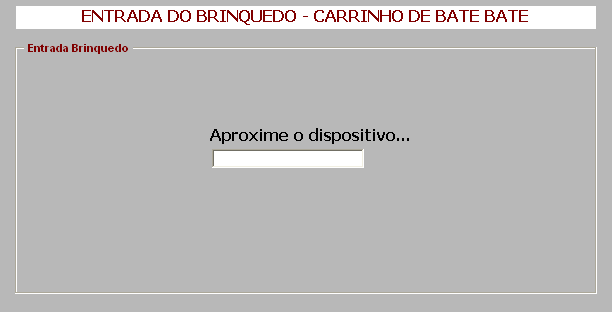 ENTRADA DO BRINQUEDO - CARRINHO DE BATE BATE
Entrada Brinquedo
Aproxime o dispositivo...